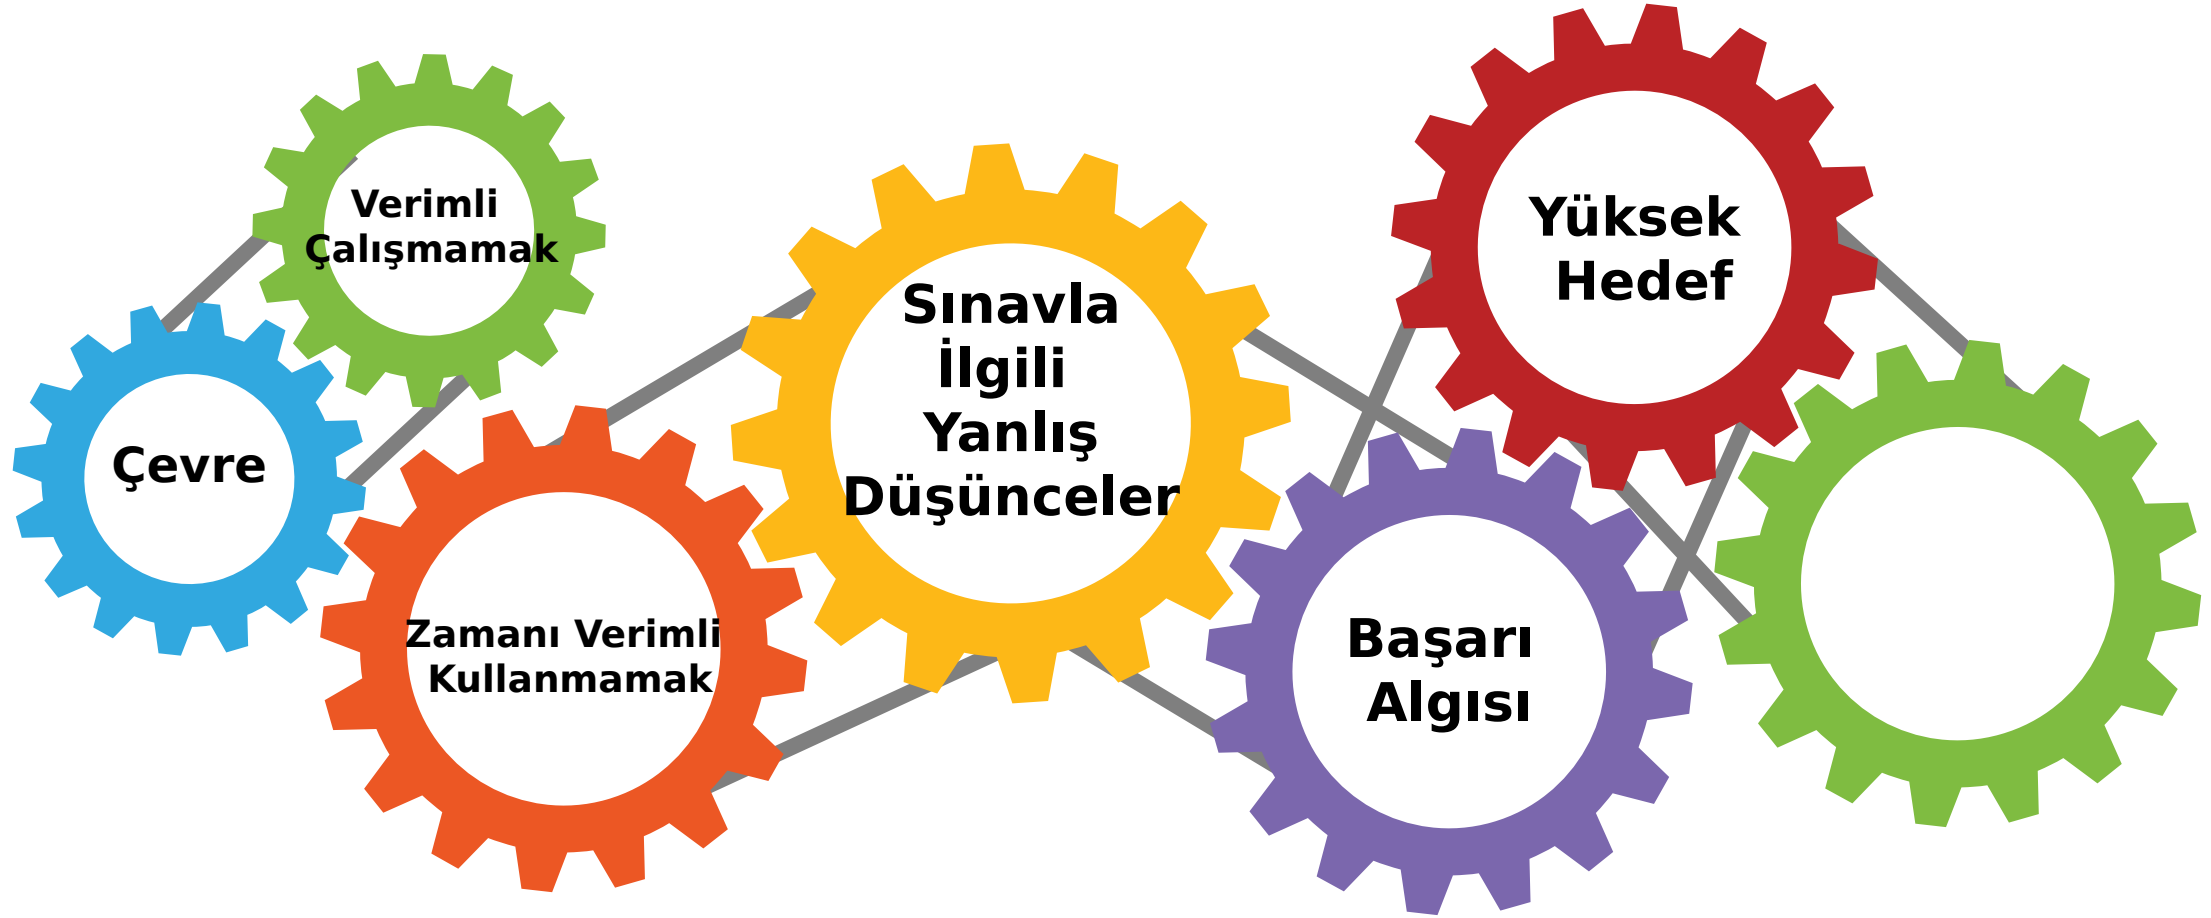 Verimli
Çalışmamak
Çevre
Zamanı Verimli
Kullanmamak
Sınavla
İlgili
Yanlış
Düşünceler
Yüksek
Hedef
Başarı
Algısı